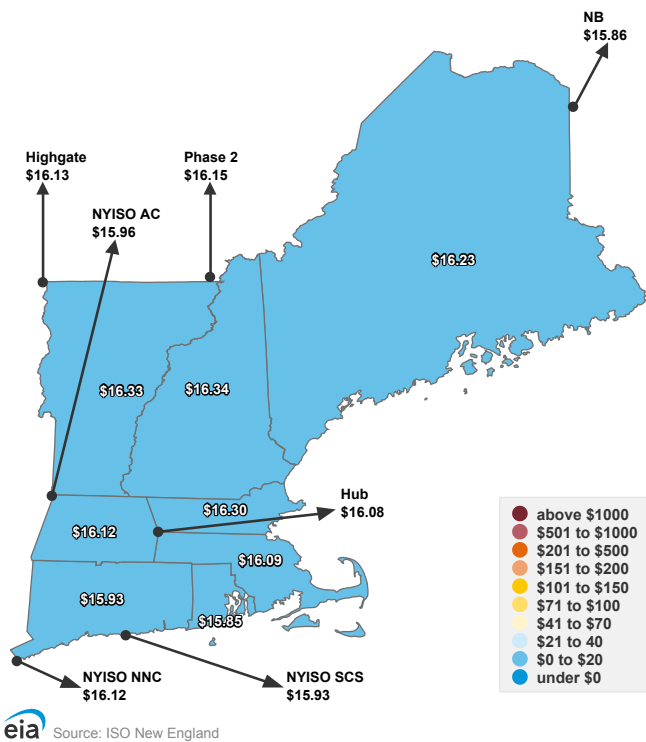 NB
$15.86
Highgate
$16.13
Phase 2
$16.15
NYISO AC
$15.96
$16.23
$16.33
$16.34
Hub
$16.08
$16.30
$16.12
$16.09
$15.93
$15.85
NYISO NNC
$16.12
NYISO SCS
$15.93
above $1000
$501 to $1000
$201 to $500
$151 to $200
$101 to $150
$71 to $100
$41 to $70
$21 to 40
$0 to $20
under $0
eia Source: ISO New England